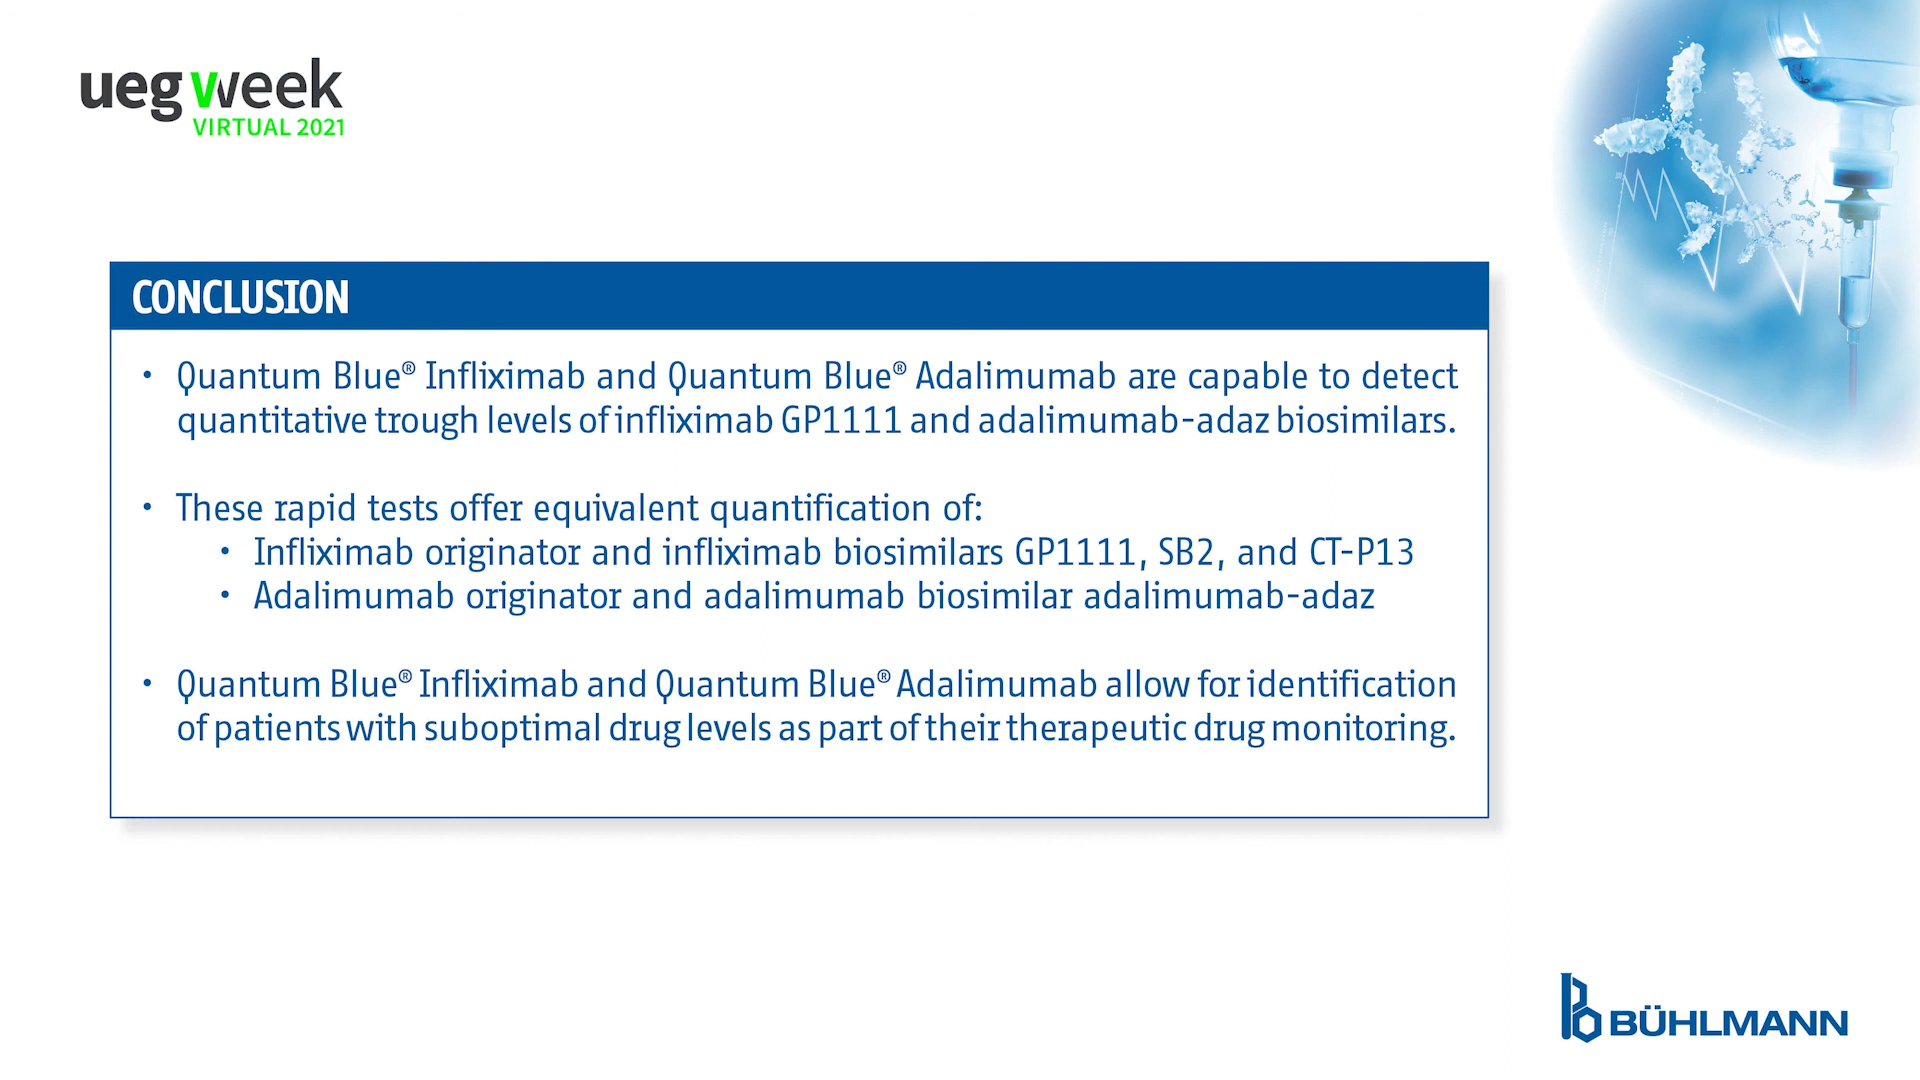 ueg week
VIRTUAL 2021
CONCLUSION
• Quantum Blue® Infliximab and Quantum Blue® Adalimumab are capable to detect
quantitative trough levels of infliximab GP1111 and adalimumab-adaz biosimilars.
• These rapid tests offer equivalent quantification of:
• Infliximab originator and infliximab biosimilars GP1111, SB2, and CT-P13
• Adalimumab originator and adalimumab biosimilar adalimumab-adaz
• Quantum Blue® Infliximab and Quantum Blue® Adalimumab allow for identification
of patients with suboptimal drug levels as part of their therapeutic drug monitoring.
BÜHLMANN